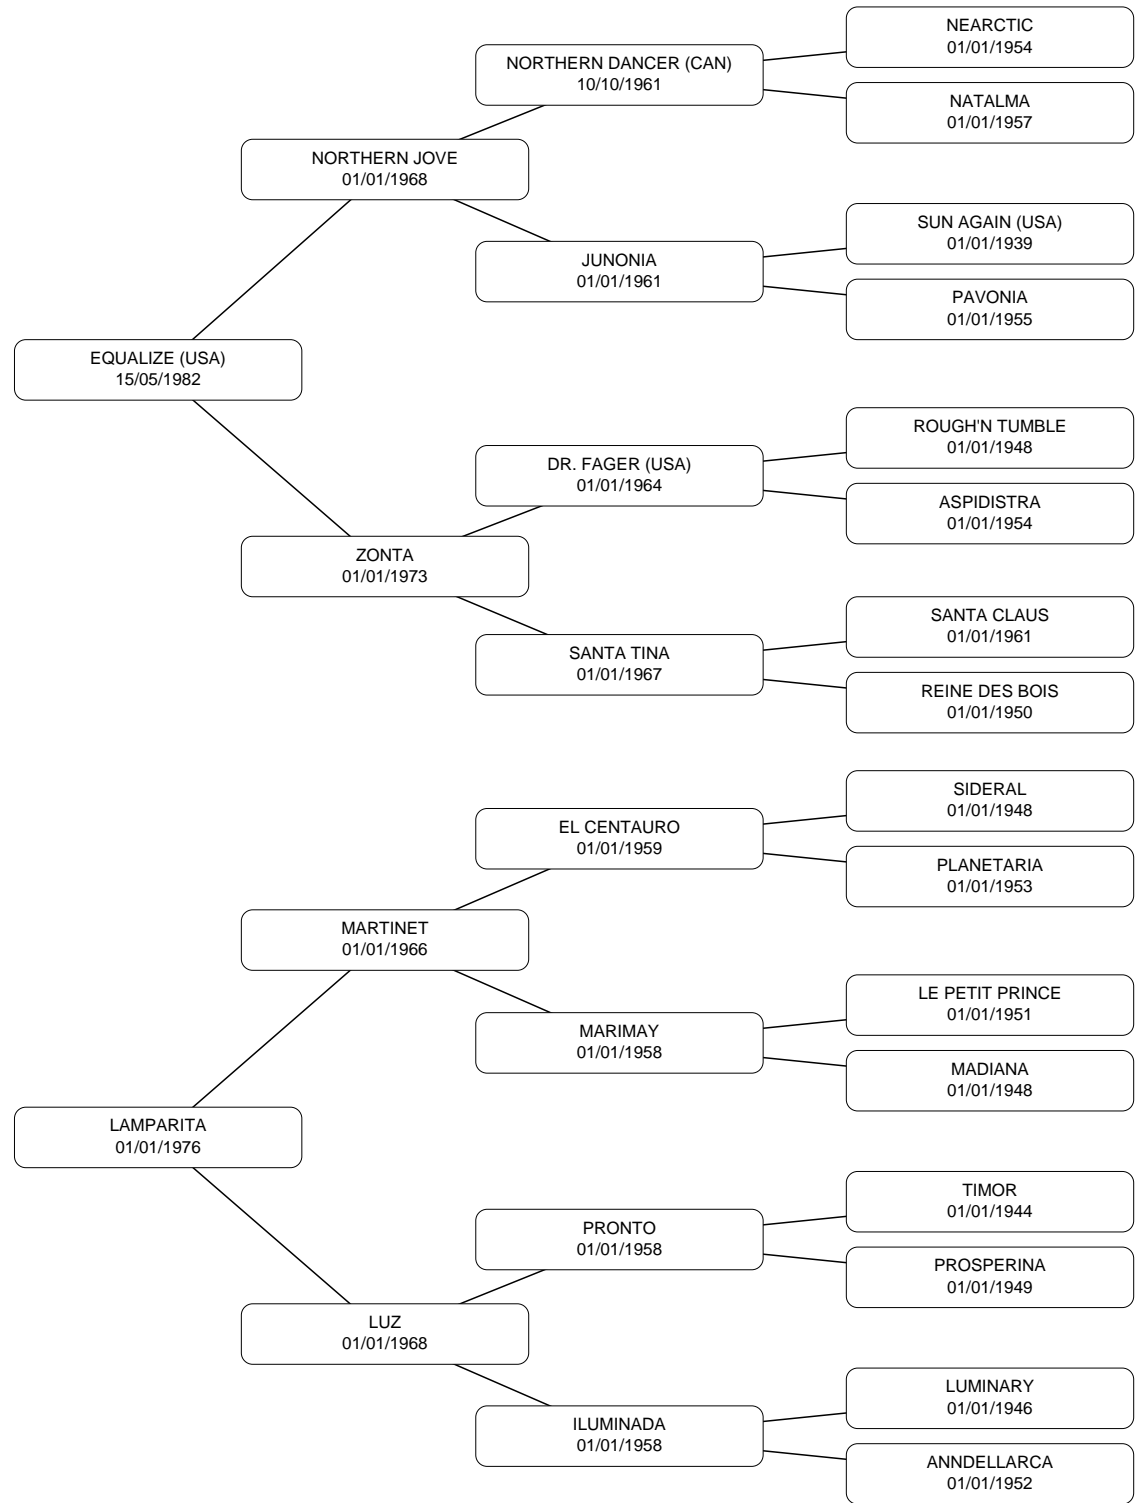 NEARCTIC
01/01/1954
NORTHERN DANCER (CAN)
10/10/1961
NATALMA
01/01/1957
NORTHERN JOVE
01/01/1968
SUN AGAIN (USA)
01/01/1939
JUNONIA
01/01/1961
PAVONIA
01/01/1955
EQUALIZE (USA)
15/05/1982
ROUGH'N TUMBLE
01/01/1948
DR. FAGER (USA)
01/01/1964
ASPIDISTRA
01/01/1954
ZONTA
01/01/1973
SANTA CLAUS
01/01/1961
SANTA TINA
01/01/1967
REINE DES BOIS
01/01/1950
SIDERAL
01/01/1948
EL CENTAURO
01/01/1959
PLANETARIA
01/01/1953
MARTINET
01/01/1966
LE PETIT PRINCE
01/01/1951
MARIMAY
01/01/1958
MADIANA
01/01/1948
LAMPARITA
01/01/1976
TIMOR
01/01/1944
PRONTO
01/01/1958
PROSPERINA
01/01/1949
LUZ
01/01/1968
LUMINARY
01/01/1946
ILUMINADA
01/01/1958
ANNDELLARCA
01/01/1952